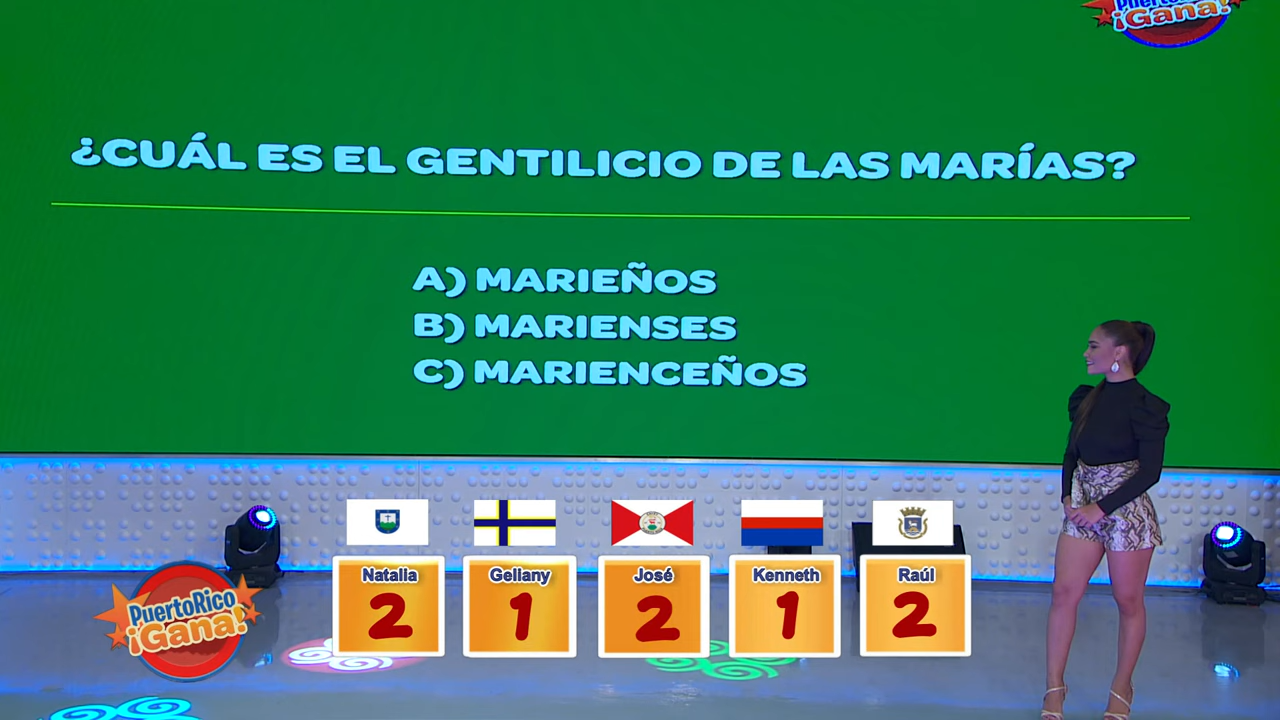 PuertoRico
¡Gana!
¿CUÁL ES EL GENTILICIO DE LAS MARÍAS?
A) MARIEÑOS
B) MARIENSES
C) MARIENCEÑOS
Natalia
Gellany
José
Kenneth
Raúl
2
1
2
1
2
PuertoRico
¡Gana!